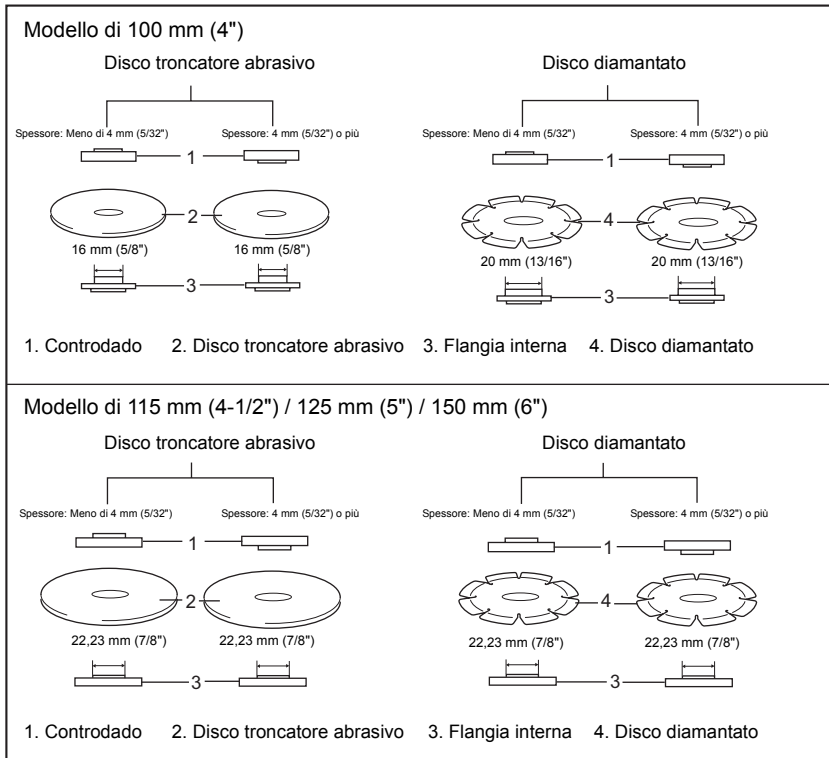 Modello di 100 mm (4")
Disco troncatore abrasivo
Disco diamantato
Spessore: Meno di 4 mm (5/32")
Spessore: 4 mm (5/32") o più
Spessore: Meno di 4 mm (5/32")
Spessore: 4 mm (5/32") o più
1
1
2
4
16 mm (5/8")
16 mm (5/8")
20 mm (13/16")
20 mm (13/16")
3
3
1. Controdado 2. Disco troncatore abrasivo 3. Flangia interna 4. Disco diamantato
Modello di 115 mm (4-1/2") / 125 mm (5") / 150 mm (6")
Disco troncatore abrasivo
Disco diamantato
Spessore: Meno di 4 mm (5/32")
Spessore: 4 mm (5/32") o più
Spessore: Meno di 4 mm (5/32")
Spessore: 4 mm (5/32") o più
1
1
2
4
22,23 mm (7/8")
22,23 mm (7/8")
22,23 mm (7/8")
22,23 mm (7/8")
3
3
1. Controdado 2. Disco troncatore abrasivo 3. Flangia interna 4. Disco diamantato